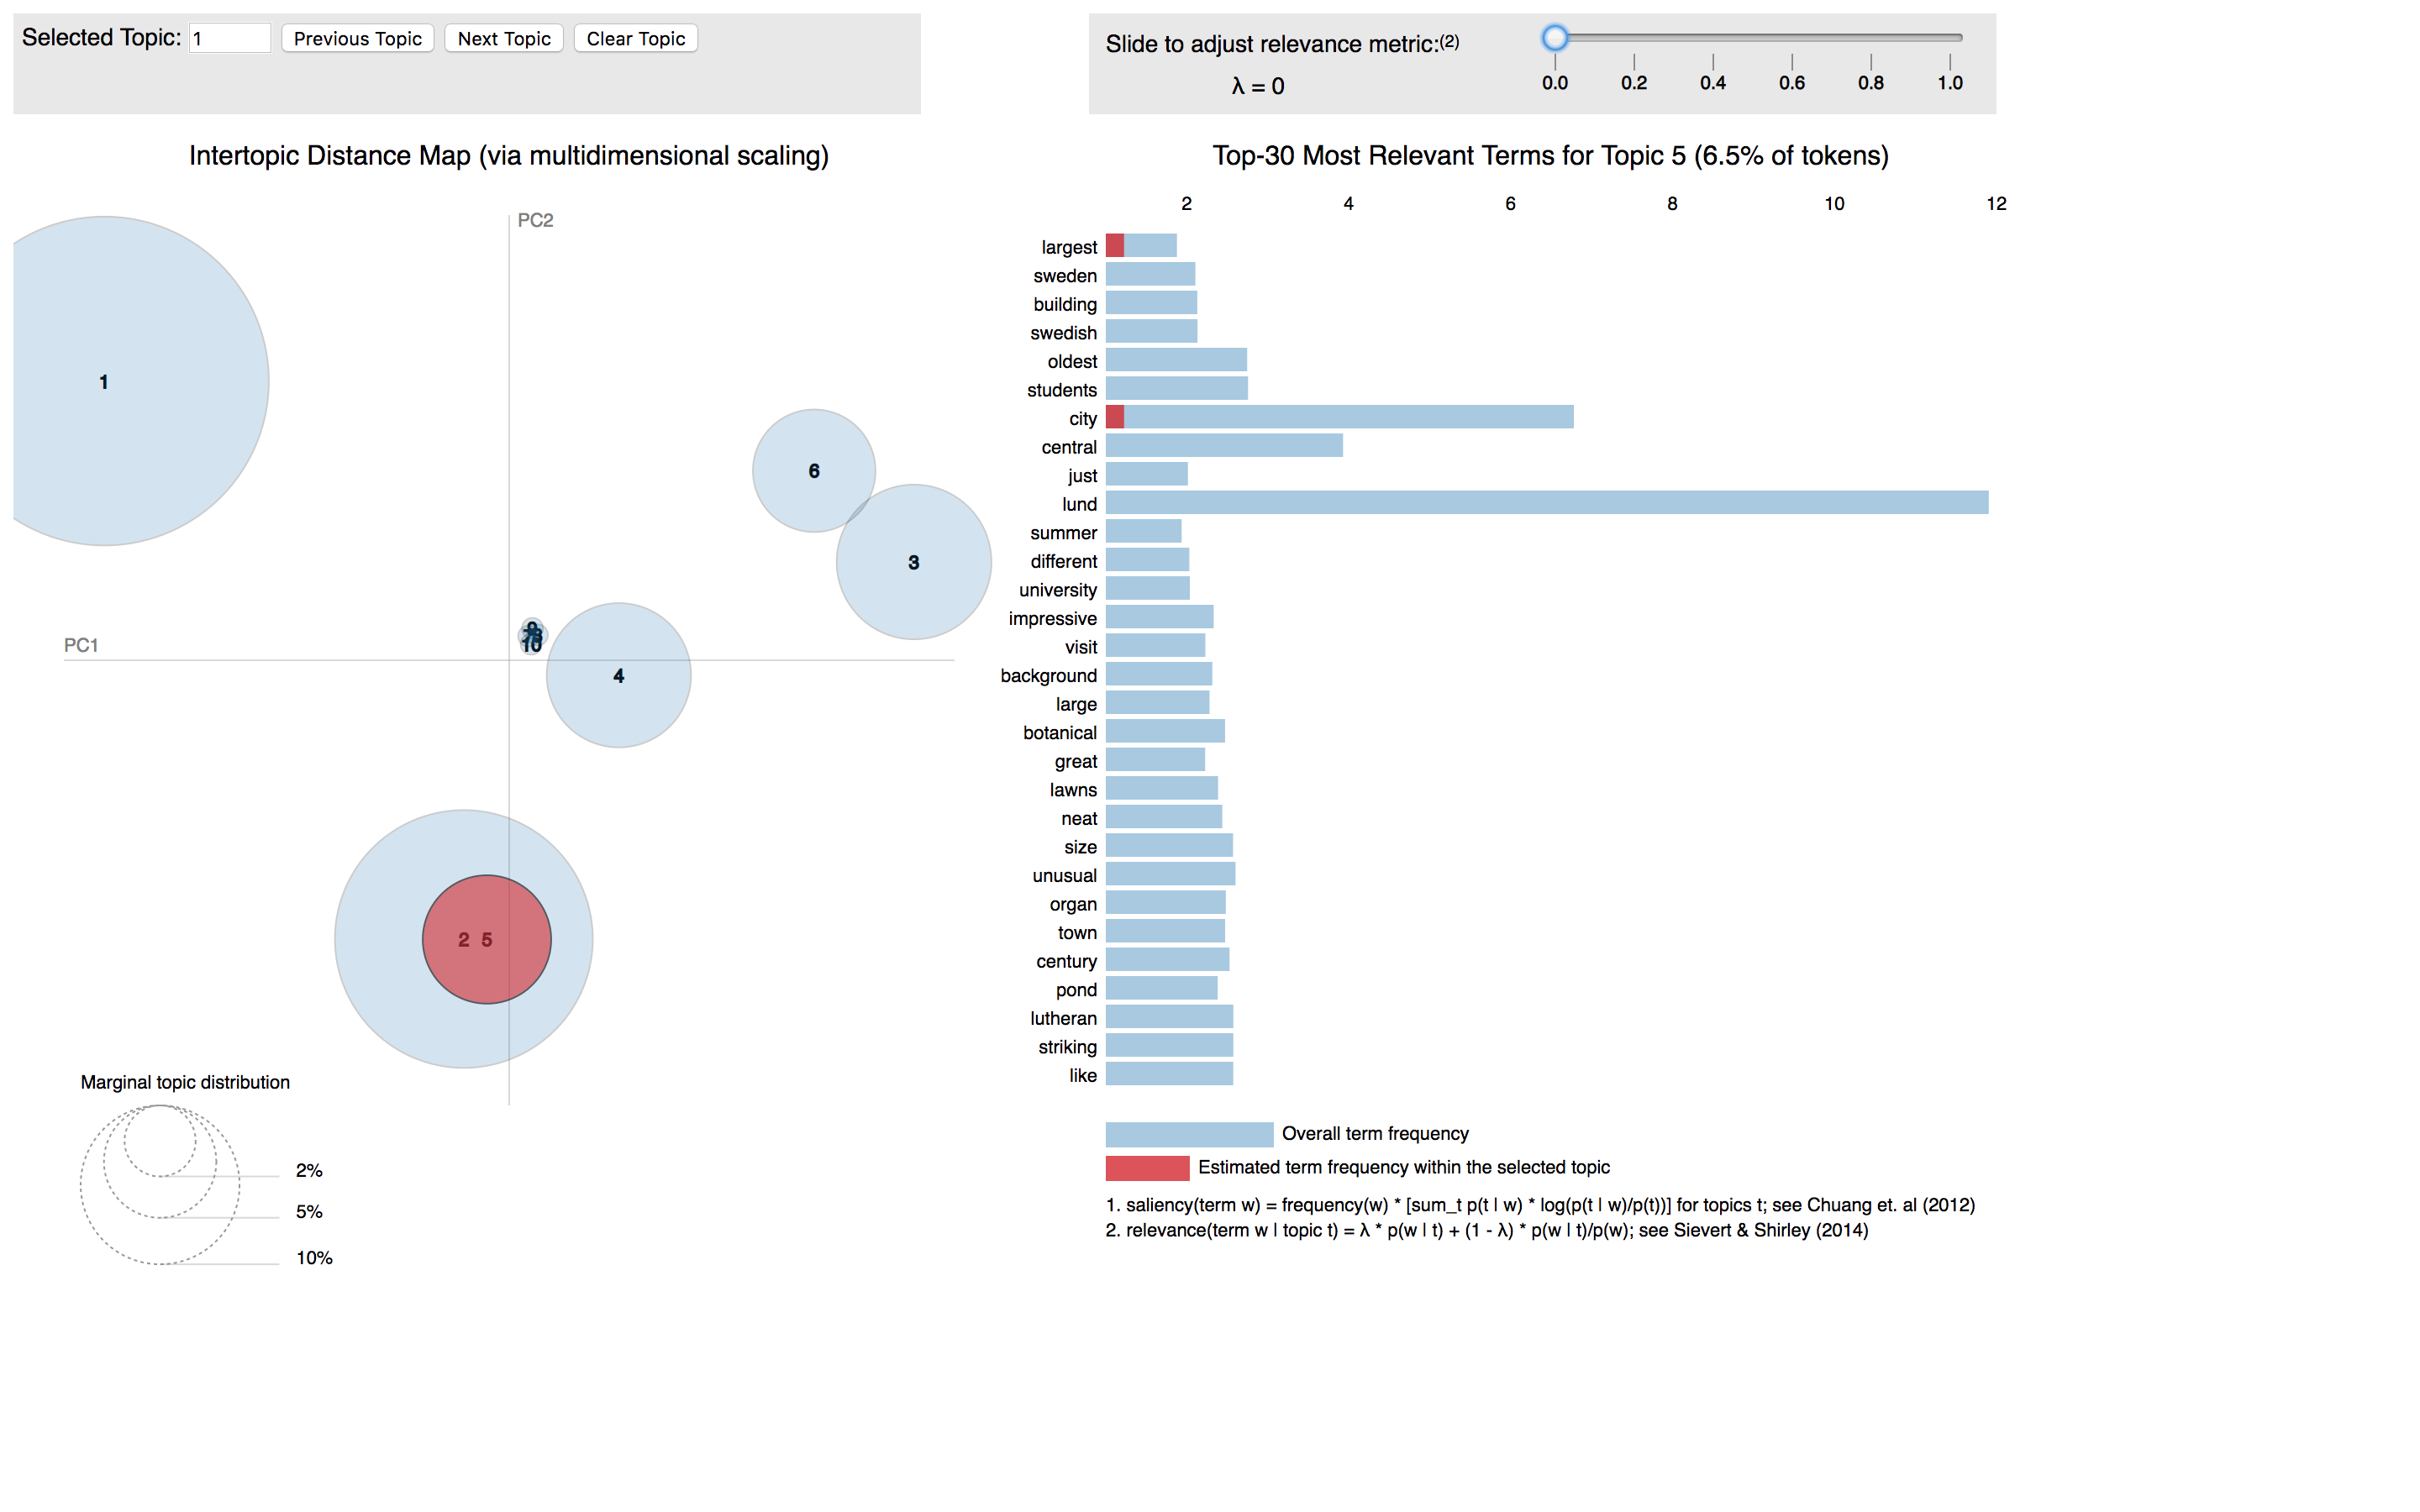 Selected Topic: 1 Previous Topic Next Topic Clear Topic
Slide to adjust relevance metric:(2)
λ = 0
0.0 0.2 0.4 0.6 0.8 1.0
Intertopic Distance Map (via multidimensional scaling)
PC2
PC1
1
6
3
10
4
2 5
Marginal topic distribution
2%
5%
10%
Top-30 Most Relevant Terms for Topic 5 (6.5% of tokens)
2 4 6 8 10 12
largest
sweden
building
swedish
oldest
students
city
central
just
lund
summer
different
university
impressive
visit
background
large
botanical
great
lawns
neat
size
unusual
organ
town
century
pond
lutheran
striking
like
Overall term frequency
Estimated term frequency within the selected topic
1. saliency(term w) = frequency(w) * [sum_t p(t | w) * log(p(t | w)/p(t))] for topics t; see Chuang et. al (2012)
2. relevance(term w | topic t) = λ * p(w | t) + (1 - λ) * p(w | t)/p(w); see Sievert & Shirley (2014)